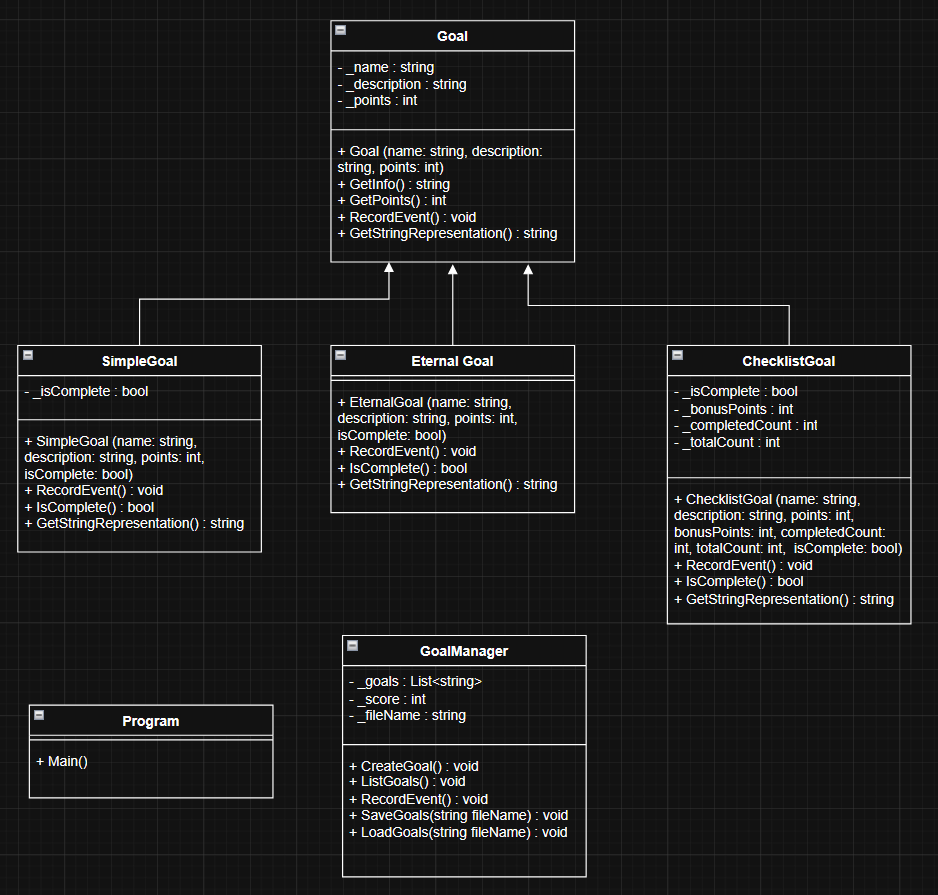 Goal
- _name : string
- _description : string
- _points : int
+ Goal (name: string, description:
string, points: int)
+ GetInfo() : string
+ GetPoints() : int
+ RecordEvent() : void
+ GetStringRepresentation() : string
SimpleGoal
- _isComplete : bool
+ SimpleGoal (name: string,
description: string, points: int,
isComplete: bool)
+ RecordEvent() : void
+ IsComplete() : bool
+ GetStringRepresentation() : string
Eternal Goal
+ EternalGoal (name: string,
description: string, points: int,
isComplete: bool)
+ RecordEvent() : void
+ IsComplete() : bool
+ GetStringRepresentation() : string
ChecklistGoal
- _isComplete : bool
- _bonusPoints : int
- _completedCount : int
- _totalCount : int
+ ChecklistGoal (name: string,
description: string, points: int,
bonusPoints: int, completedCount:
int, totalCount: int, isComplete: bool)
+ RecordEvent() : void
+ IsComplete() : bool
+ GetStringRepresentation() : string
Program
+ Main()
GoalManager
- _goals : List<string>
- _score : int
- _fileName : string
+ CreateGoal() : void
+ ListGoals() : void
+ RecordEvent() : void
+ SaveGoals(string fileName) : void
+ LoadGoals(string fileName) : void